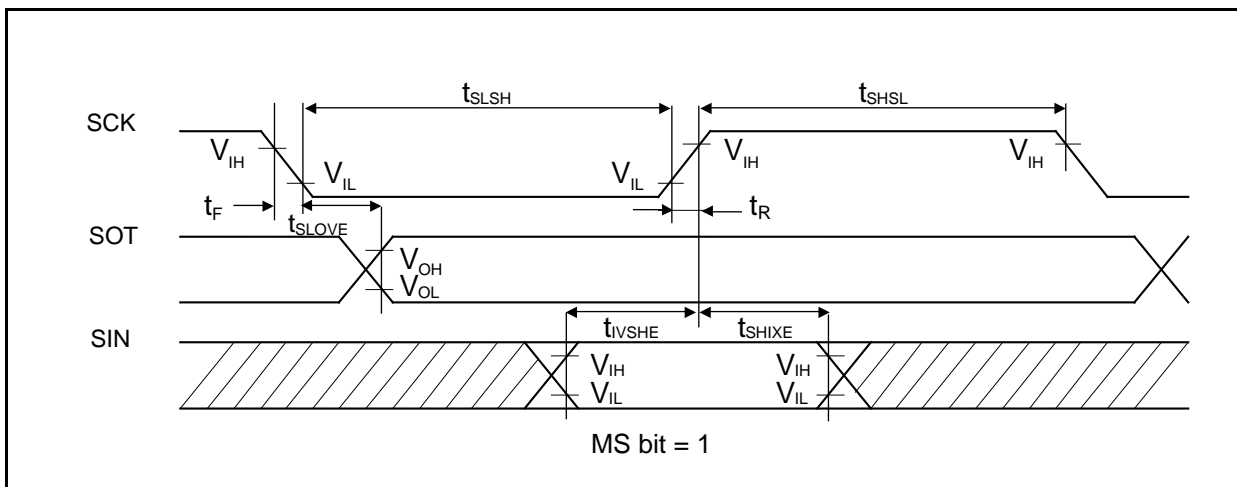 tSLSH
tSHSL
SCK
VIH
VIL
VIL
VIH
VIH
tF
tSLOVE
tR
SOT
VOH
VOL
tIVSHE
tSHIXE
SIN
VIH
VIL
VIH
VIL
MS bit = 1